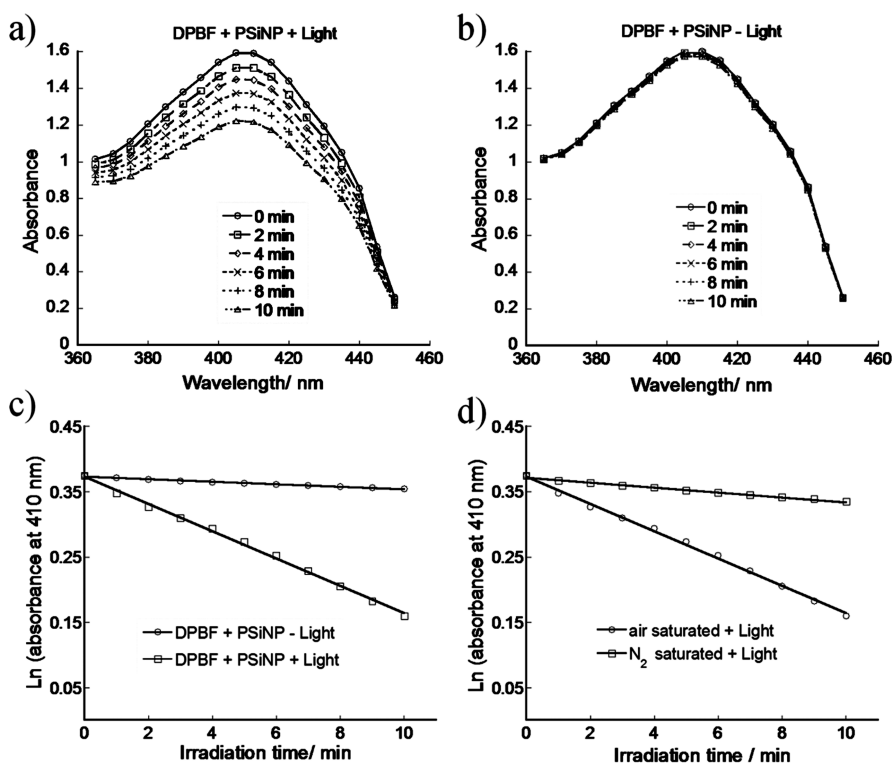 a)
DPBF + PSiNP + Light
1.6
1.4
1.2
1
0.8
0.6
0.4
0.2
0
Absorbance
0 min
2 min
4 min
6 min
8 min
10 min
360 380 400 420 440 460
Wavelength/ nm
b)
DPBF + PSiNP - Light
1.6
1.4
1.2
1
0.8
0.6
0.4
0.2
0
Absorbance
0 min
2 min
4 min
6 min
8 min
10 min
360 380 400 420 440 460
Wavelength/ nm
c)
0.45
0.35
0.25
0.15
0.05
Ln (absorbance at 410 nm)
DPBF + PSiNP - Light
DPBF + PSiNP + Light
0 2 4 6 8 10
Irradiation time/ min
d)
0.45
0.35
0.25
0.15
0.05
Ln (absorbance at 410 nm)
air saturated + Light
N2 saturated + Light
0 2 4 6 8 10
Irradiation time / min